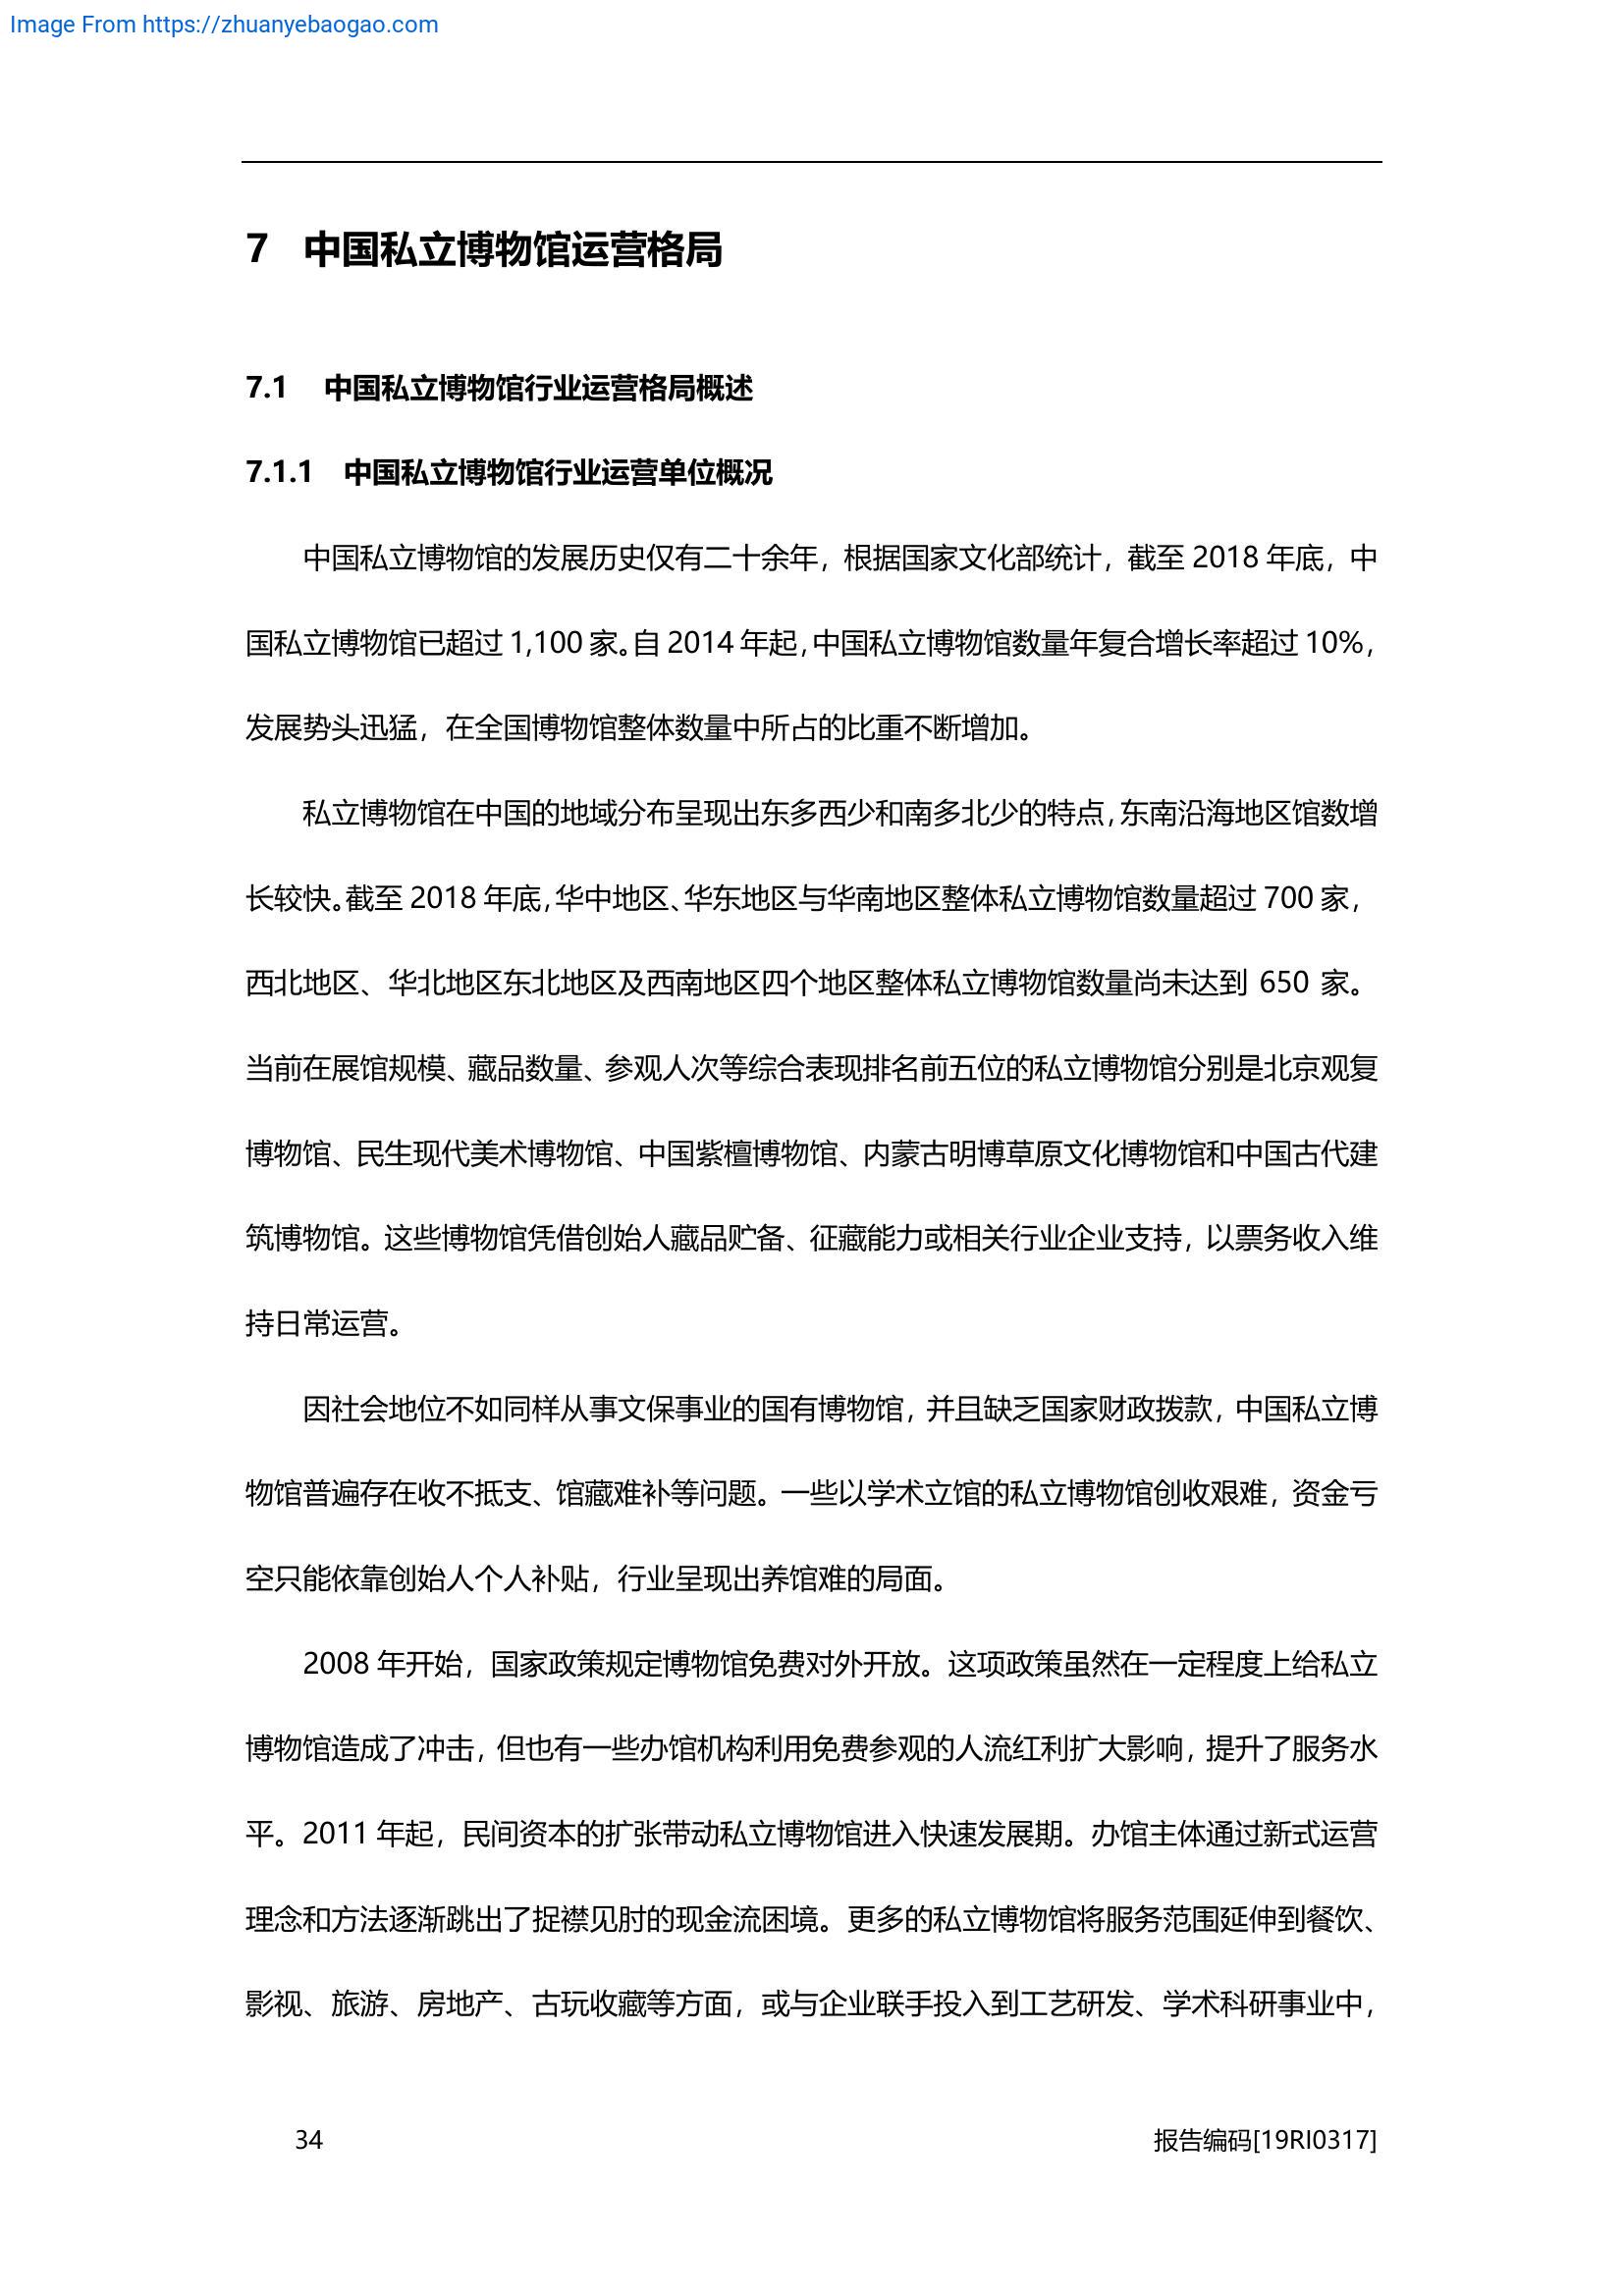 Image From https://zhuanyebaogao.com
7 中国私立博物馆运营格局
7.1 中国私立博物馆行业运营格局概述
7.1.1 中国私立博物馆行业运营单位概况
中国私立博物馆的发展历史仅有二十余年，根据国家文化部统计，截至 2018 年底，中
国私立博物馆已超过 1,100 家。自 2014 年起，中国私立博物馆数量年复合增长率超过 10%，
发展势头迅猛，在全国博物馆整体数量中所占的比重不断增加。
私立博物馆在中国的地域分布呈现出东多西少和南多北少的特点，东南沿海地区馆数增
长较快。截至 2018 年底，华中地区、华东地区与华南地区整体私立博物馆数量超过 700 家，
西北地区、华北地区东北地区及西南地区四个地区整体私立博物馆数量尚未达到 650 家。
当前在展馆规模、藏品数量、参观人次等综合表现排名前五位的私立博物馆分别是北京观复
博物馆、民生现代美术博物馆、中国紫檀博物馆、内蒙古明博草原文化博物馆和中国古代建
筑博物馆。这些博物馆凭借创始人藏品贮备、征藏能力或相关行业企业支持，以票务收入维
持日常运营。
因社会地位不如同样从事文保事业的国有博物馆，并且缺乏国家财政拨款，中国私立博
物馆普遍存在收不抵支、馆藏难补等问题。一些以学术立馆的私立博物馆创收艰难，资金亏
空只能依靠创始人个人补贴，行业呈现出养馆难的局面。
2008 年开始，国家政策规定博物馆免费对外开放。这项政策虽然在一定程度上给私立
博物馆造成了冲击，但也有一些办馆机构利用免费参观的人流红利扩大影响，提升了服务水
平。2011 年起，民间资本的扩张带动私立博物馆进入快速发展期。办馆主体通过新式运营
理念和方法逐渐跳出了捉襟见肘的现金流困境。更多的私立博物馆将服务范围延伸到餐饮、
影视、旅游、房地产、古玩收藏等方面，或与企业联手投入到工艺研发、学术科研事业中，
34 报告编码[19RI0317]